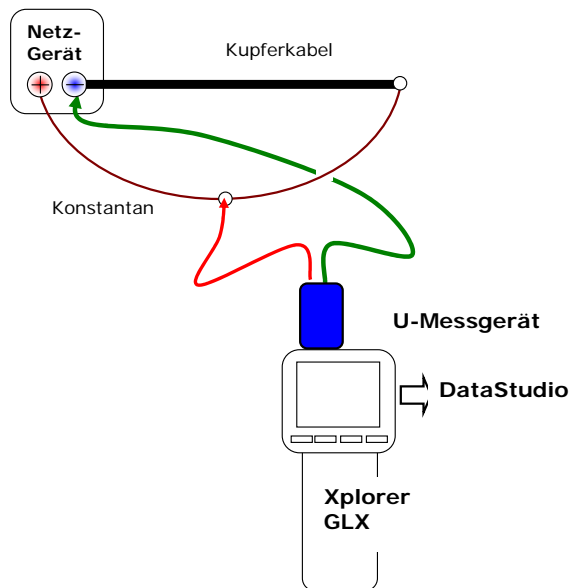 Netz-
Gerät
Kupferkabel
Konstantan
U-Messgerät
DataStudio
Xplorer
GLX